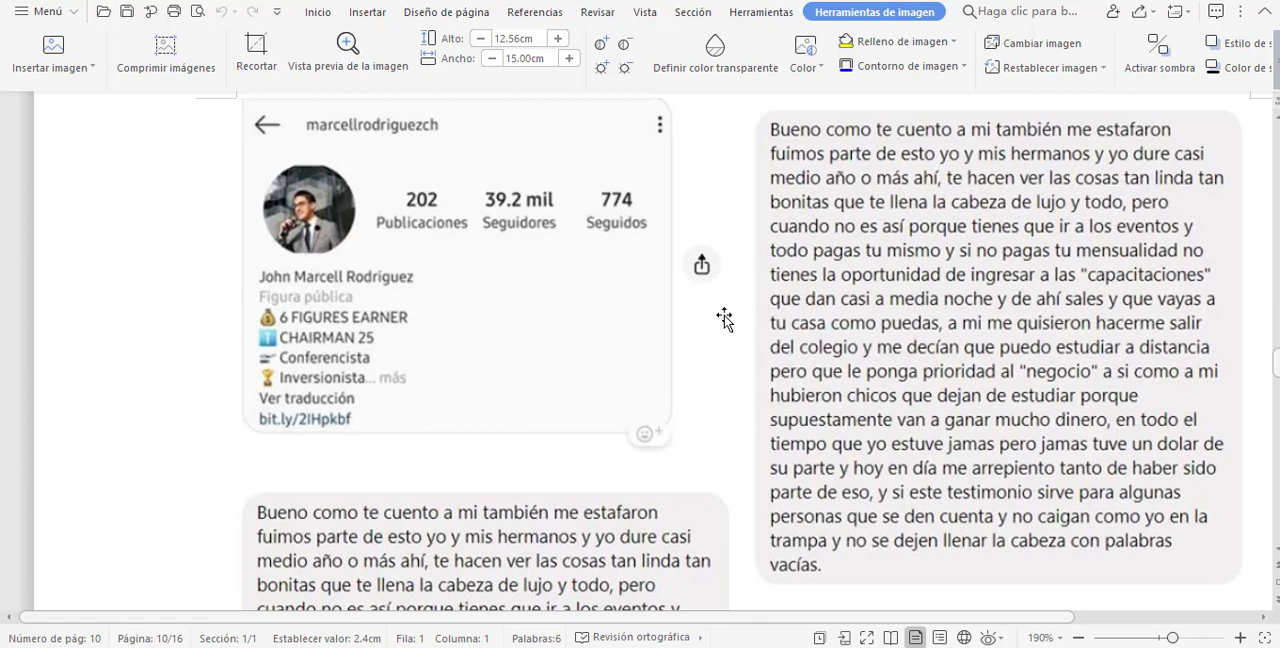 Menú
Inicio
Insertar
Diseño de página
Referencias
Revisar
Vista
Sección
Herramientas
Herramientas de imagen
Haga clic para b...
Insertar imagen
Comprimir imágenes
Recortar
Vista previa de la imagen
Alto:
12.56cm
Ancho:
15.00cm
Definir color transparente
Color
Relleno de imagen
Contorno de imagen
Cambiar imagen
Restablecer imagen
Activar sombra
Estilo de s
Color de s
marcellrodriguezch
202
39.2 mil
774
Publicaciones
Seguidores
Seguidos
John Marcell Rodriguez
Figura pública
💰 6 FIGURES EARNER
CHAIRMAN 25
Conferencista
🏆 Inversionista... más
Ver traducción
bit.ly/2IHpkbf
Bueno como te cuento a mi también me estafaron
fuimos parte de esto yo y mis hermanos y yo dure casi
medio año o más ahí, te hacen ver las cosas tan linda tan
bonitas que te llena la cabeza de lujo y todo, pero
cuando no es así porque tienes que ir a los eventos y
Bueno como te cuento a mi también me estafaron
fuimos parte de esto yo y mis hermanos y yo dure casi
medio año o más ahí, te hacen ver las cosas tan linda tan
bonitas que te llena la cabeza de lujo y todo, pero
cuando no es así porque tienes que ir a los eventos y
todo pagas tu mismo y si no pagas tu mensualidad no
tienes la oportunidad de ingresar a las "capacitaciones"
que dan casi a media noche y de ahí sales y que vayas a
tu casa como puedas, a mi me quisieron hacerme salir
del colegio y me decían que puedo estudiar a distancia
pero que le ponga prioridad al "negocio" a si como a mi
hubieron chicos que dejan de estudiar porque
supuestamente van a ganar mucho dinero, en todo el
tiempo que yo estuve jamas pero jamas tuve un dolar de
su parte y hoy en día me arrepiento tanto de haber sido
parte de eso, y si este testimonio sirve para algunas
personas que se den cuenta y no caigan como yo en la
trampa y no se dejen llenar la cabeza con palabras
vacías.
Número de pág: 10
Página: 10/16
Sección: 1/1
Establecer valor: 2.4cm
Fila: 1
Columna: 1
Palabras:6
Revisión ortográfica
190%